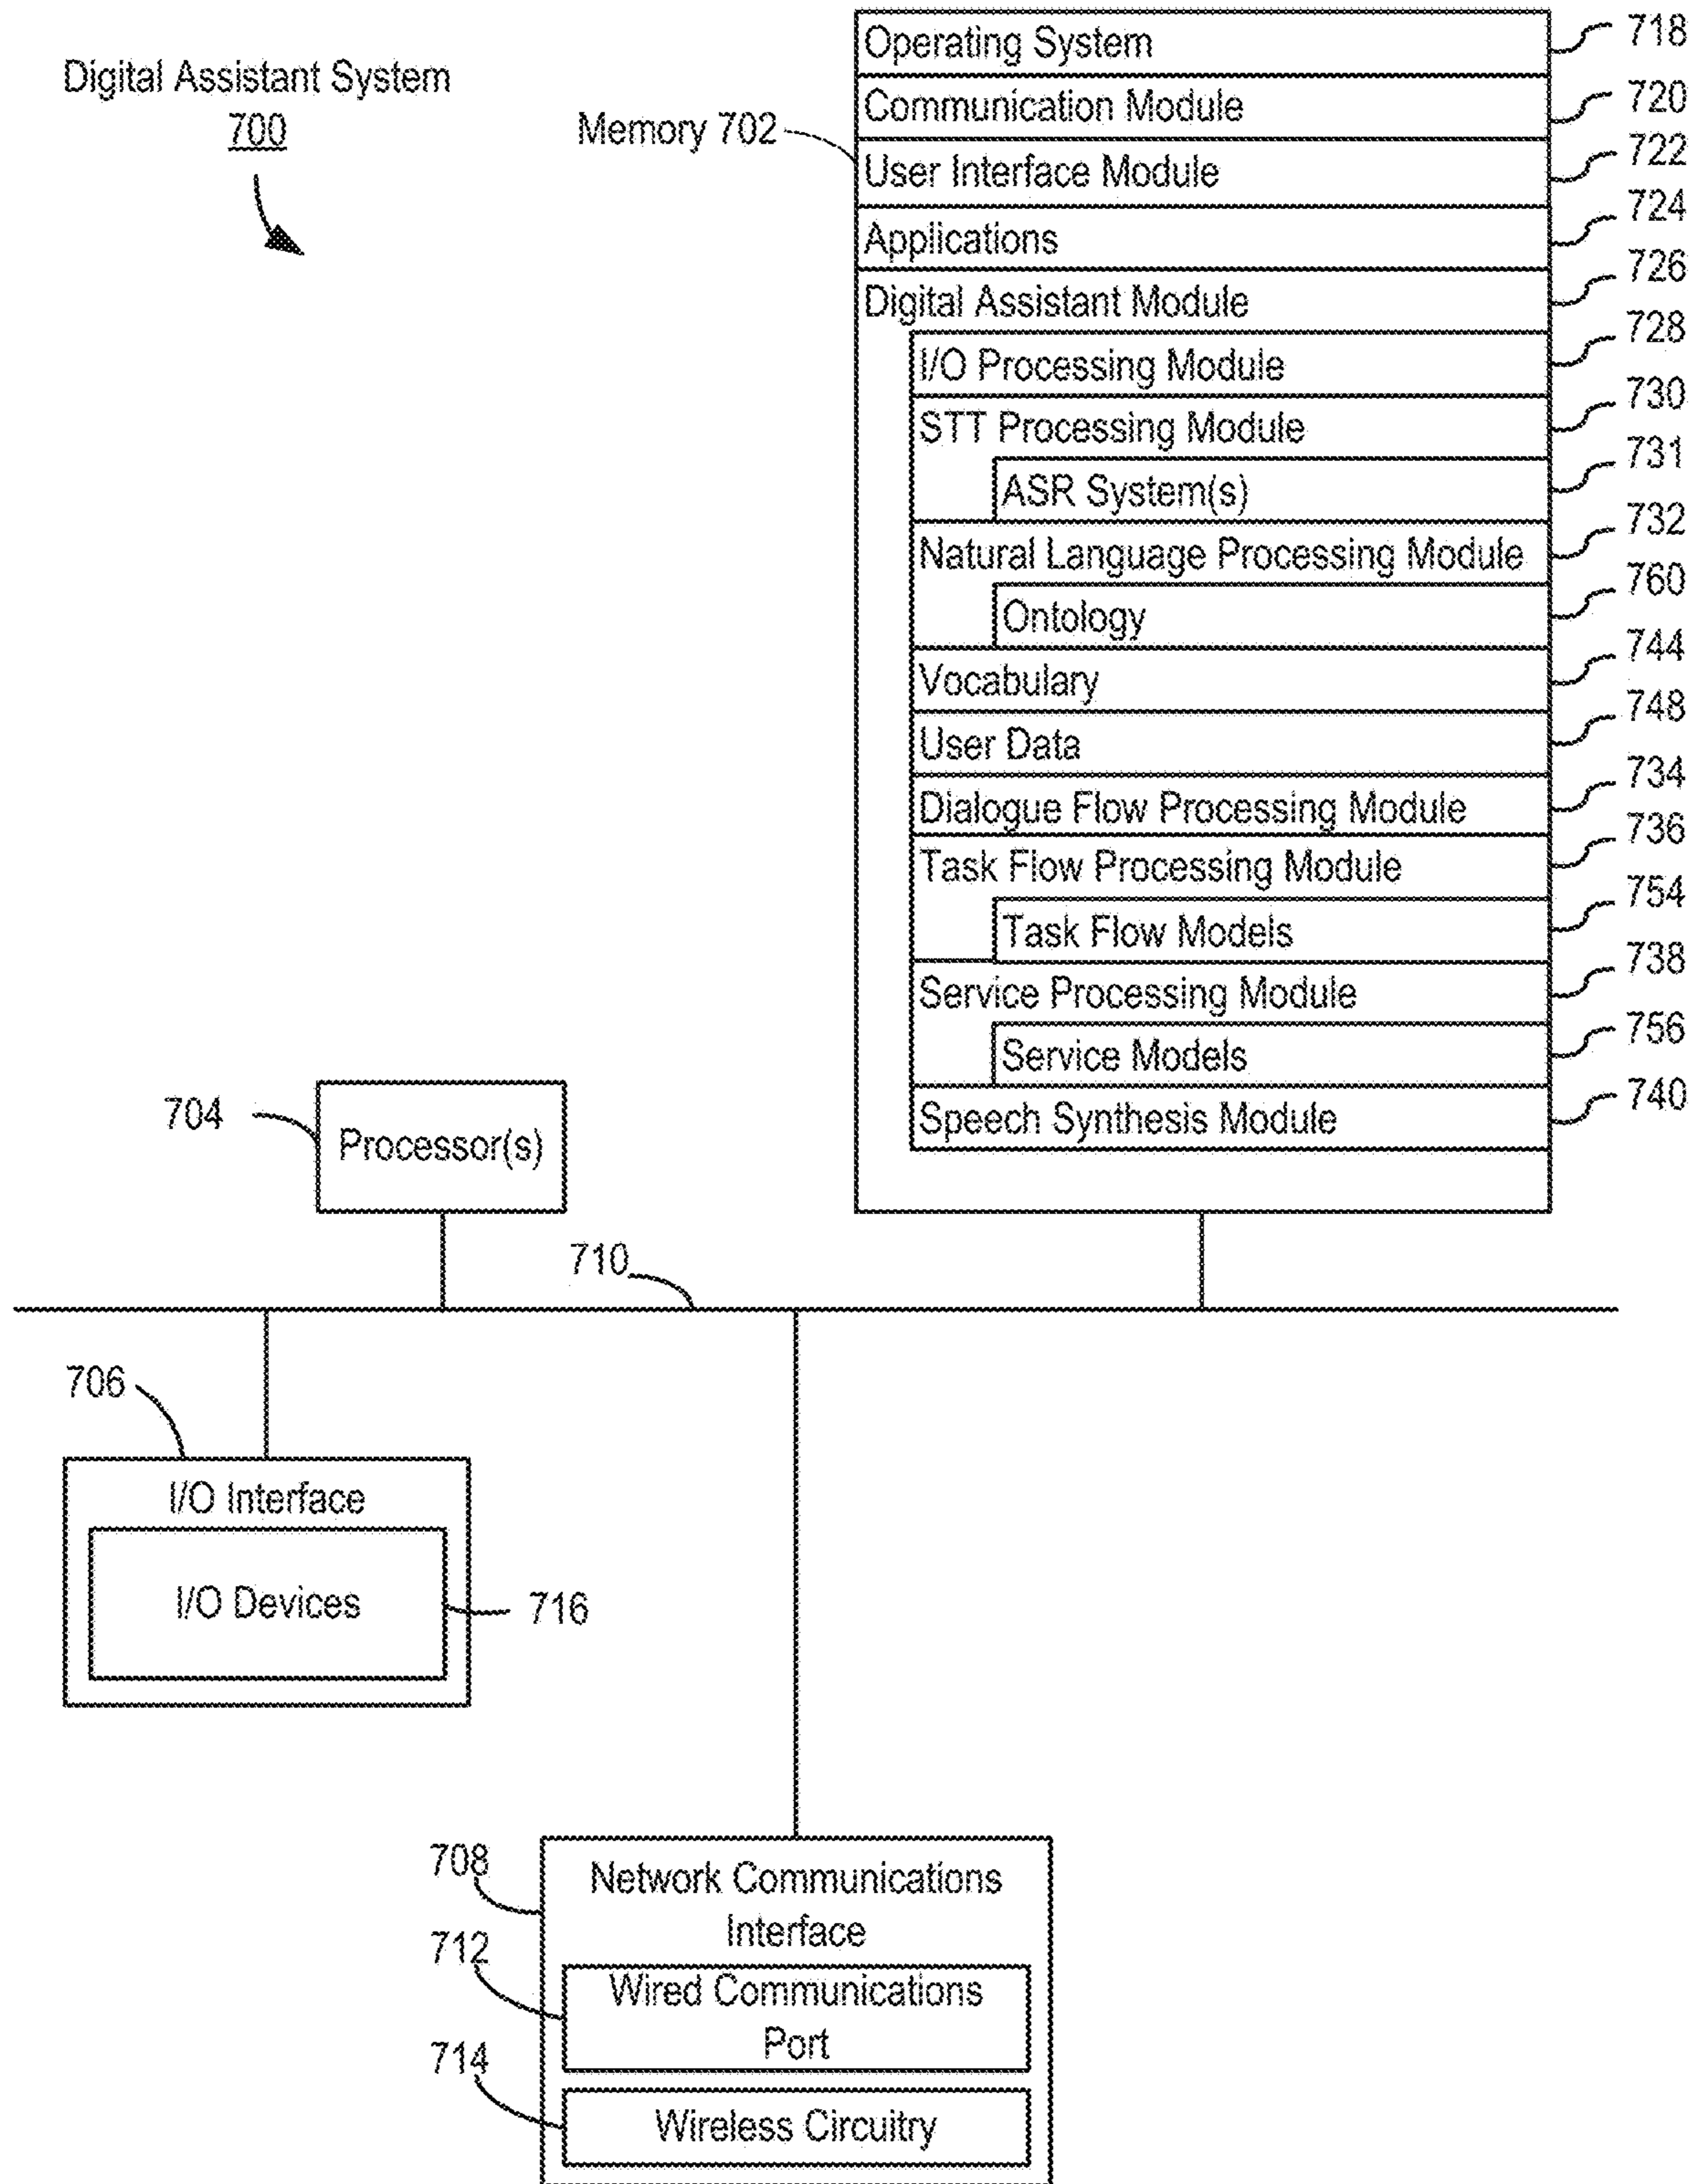 Digital Assistant System
700
Memory 702
Operating System 718
Communication Module 720
User Interface Module 722
Applications 724
Digital Assistant Module 726
I/O Processing Module 728
STT Processing Module 730
ASR System(s) 731
Natural Language Processing Module 732
Ontology 760
Vocabulary 744
User Data 748
Dialogue Flow Processing Module 734
Task Flow Processing Module 736
Task Flow Models 754
Service Processing Module 738
Service Models 756
Speech Synthesis Module 740
704
Processor(s)
710
706
I/O Interface
I/O Devices
716
708
Network Communications
Interface
712
Wired Communications
Port
714
Wireless Circuitry